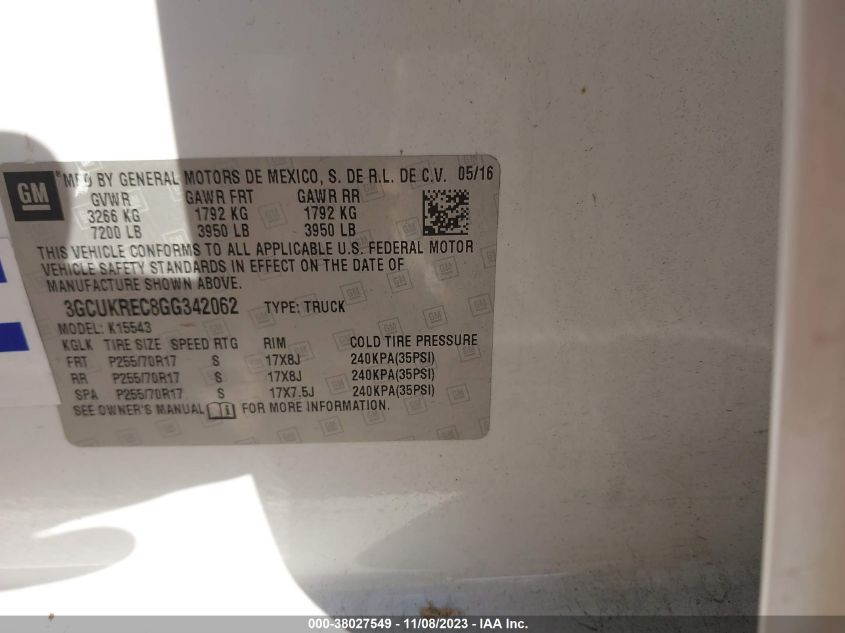 GM
MFD BY GENERAL MOTORS DE MEXICO, S. DE R.L. DE C.V. 05/16
GVWR GAWR FRT GAWR RR
3266 KG 1792 KG 1792 KG
7200 LB 3950 LB 3950 LB
THIS VEHICLE CONFORMS TO ALL APPLICABLE U.S. FEDERAL MOTOR
VEHICLE SAFETY STANDARDS IN EFFECT ON THE DATE OF
MANUFACTURE SHOWN ABOVE.
3GCUKREC8GG342062 TYPE: TRUCK
MODEL: K15543
KGLK TIRE SIZE SPEED RTG RIM COLD TIRE PRESSURE
FRT P255/70R17 S 17X8J 240KPA(35PSI)
RR P255/70R17 S 17X8J 240KPA(35PSI)
SPA P255/70R17 S 17X7.5J 240KPA(35PSI)
SEE OWNER'S MANUAL FOR MORE INFORMATION.
000-38027549 - 11/08/2023 - IAA Inc.